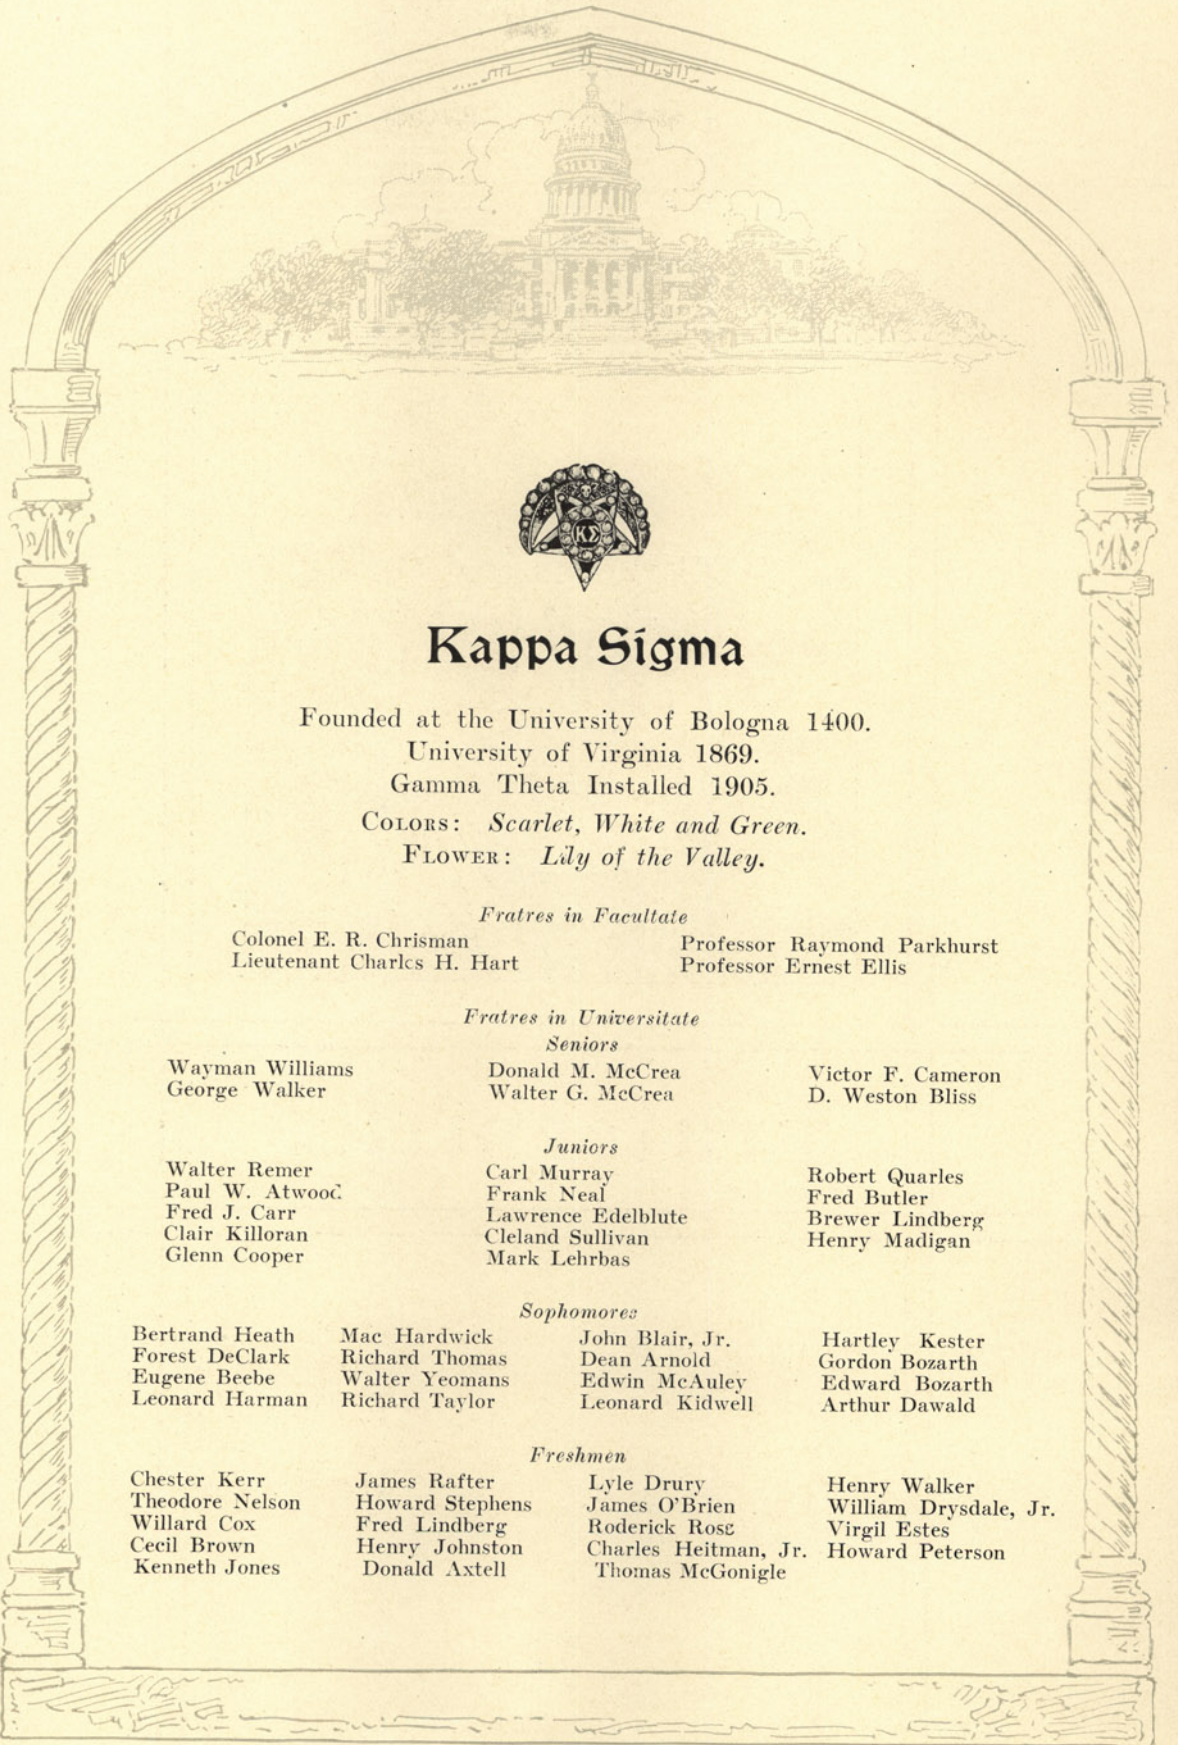 ΚΣ
Kappa Sigma
Founded at the University of Bologna 1400.
University of Virginia 1869.
Gamma Theta Installed 1905.
COLORS: Scarlet, White and Green.
FLOWER: Lily of the Valley.
Fratres in Facultate
Colonel E. R. Chrisman Professor Raymond Parkhurst
Lieutenant Charles H. Hart Professor Ernest Ellis
Fratres in Universitate
Seniors
Wayman Williams Donald M. McCrea Victor F. Cameron
George Walker Walter G. McCrea D. Weston Bliss
Juniors
Walter Remer Carl Murray Robert Quarles
Paul W. Atwood Frank Neal Fred Butler
Fred J. Carr Lawrence Edelblute Brewer Lindberg
Clair Killoran Cleland Sullivan Henry Madigan
Glenn Cooper Mark Lehrbas
Sophomores
Bertrand Heath Mac Hardwick John Blair, Jr. Hartley Kester
Forest DeClark Richard Thomas Dean Arnold Gordon Bozarth
Eugene Beebe Walter Yeomans Edwin McAuley Edward Bozarth
Leonard Harman Richard Taylor Leonard Kidwell Arthur Dawald
Freshmen
Chester Kerr James Rafter Lyle Drury Henry Walker
Theodore Nelson Howard Stephens James O'Brien William Drysdale, Jr.
Willard Cox Fred Lindberg Roderick Rose Virgil Estes
Cecil Brown Henry Johnston Charles Heitman, Jr. Howard Peterson
Kenneth Jones Donald Axtell Thomas McGonigle